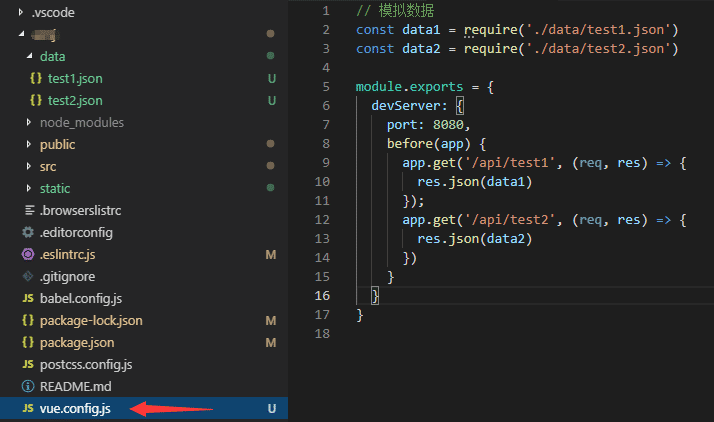 .vscode
data
test1.json U
test2.json U
node_modules
public
src
static
.browserslistrc
.editorconfig
.eslintrc.js M
.gitignore
babel.config.js
package-lock.json M
package.json M
postcss.config.js
README.md
vue.config.js U
1 // 模拟数据
2 const data1 = require('./data/test1.json')
3 const data2 = require('./data/test2.json')
4
5 module.exports = {
6 devServer: {
7 port: 8080,
8 before(app) {
9 app.get('/api/test1', (req, res) => {
10 res.json(data1)
11 });
12 app.get('/api/test2', (req, res) => {
13 res.json(data2)
14 })
15 }
16 }
17 }
18